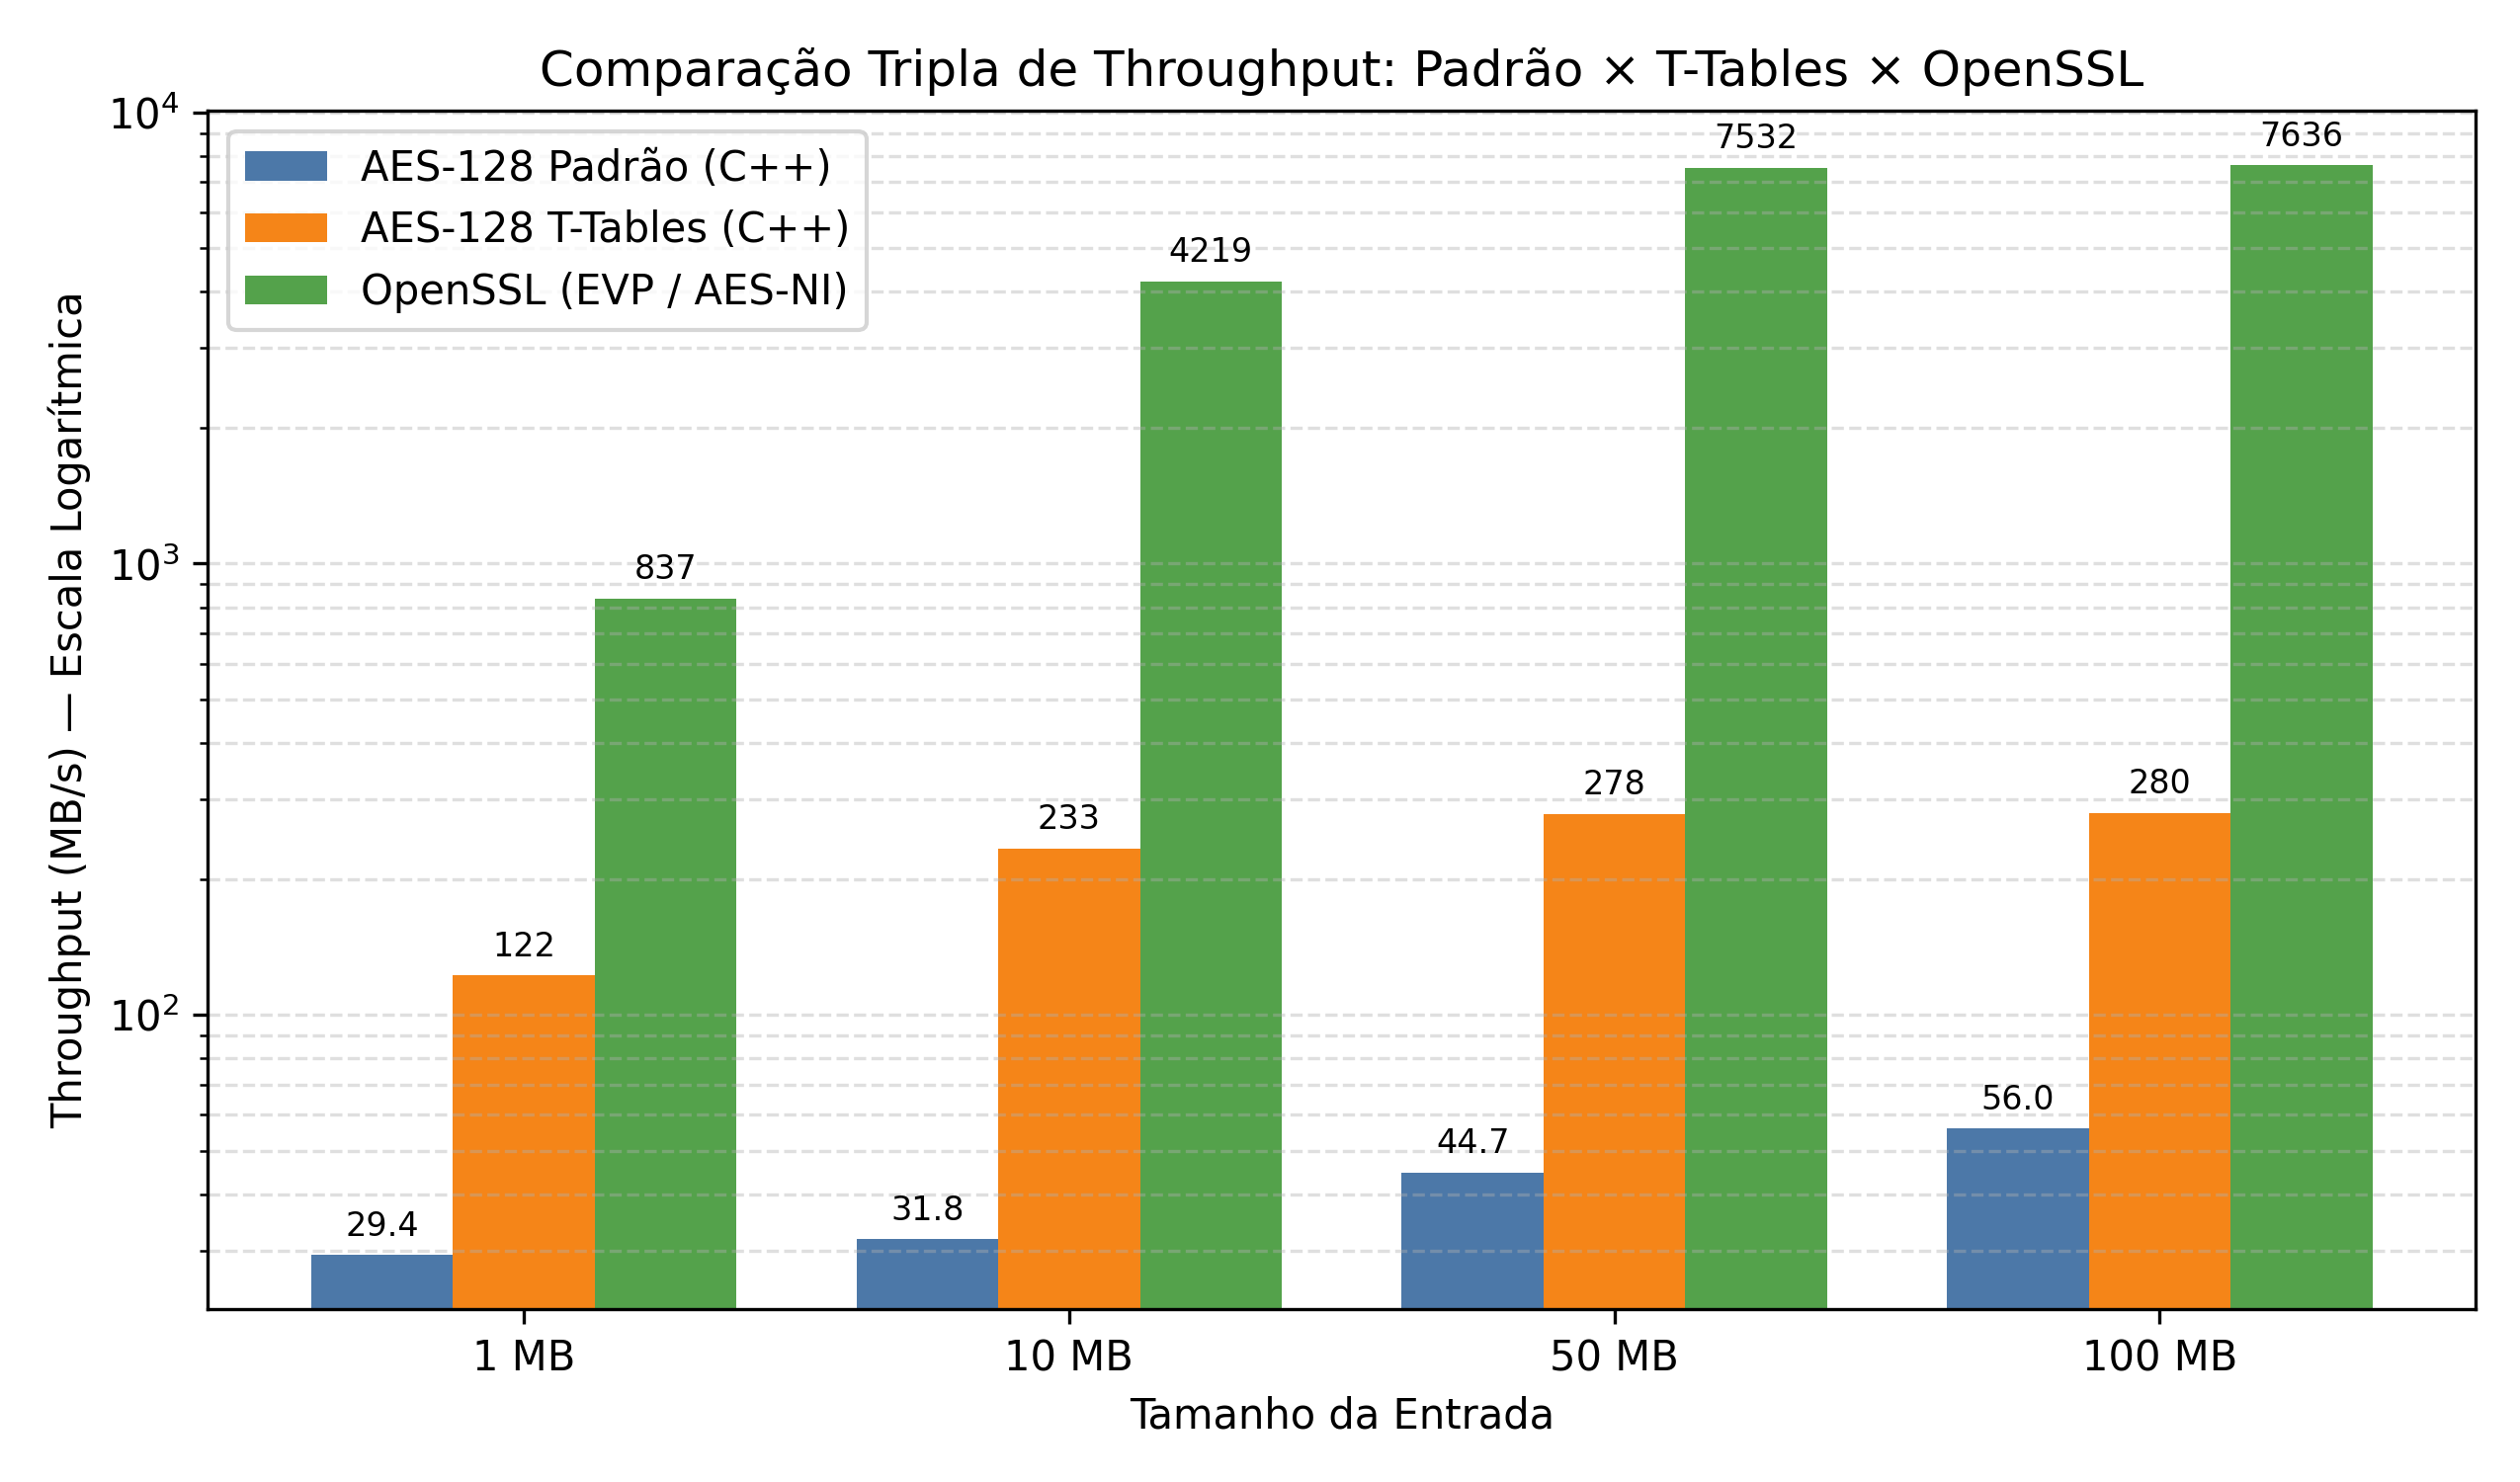 Comparação Tripla de Throughput: Padrão × T-Tables × OpenSSL
AES-128 Padrão (C++)
AES-128 T-Tables (C++)
OpenSSL (EVP / AES-NI)
Throughput (MB/s) — Escala Logarítmica
10⁴
10³
10²
29.4
122
837
31.8
233
4219
44.7
278
7532
56.0
280
7636
1 MB
10 MB
50 MB
100 MB
Tamanho da Entrada